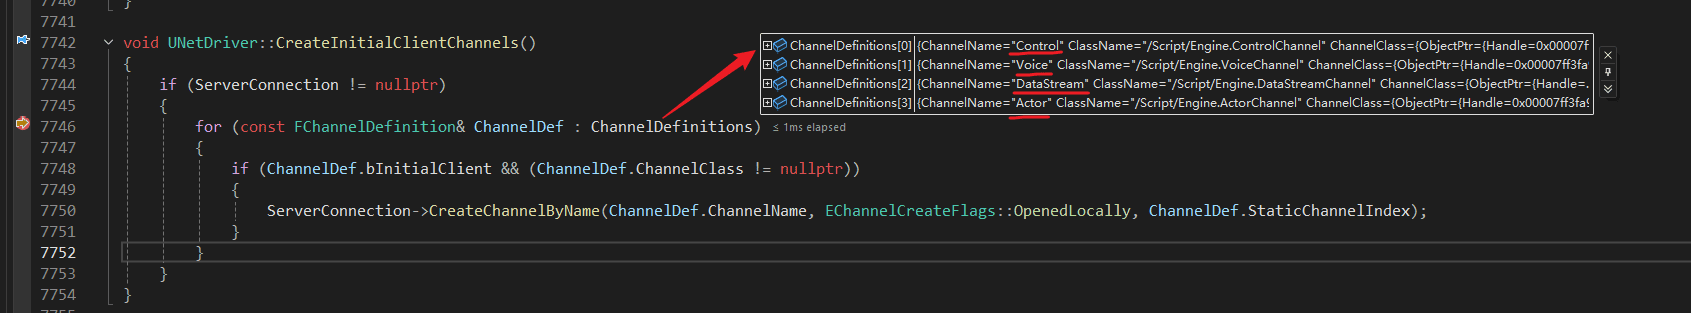 7740 }
7741
7742 void UNetDriver::CreateInitialClientChannels()
7743 {
7744 if (ServerConnection != nullptr)
7745 {
7746 for (const FChannelDefinition& ChannelDef : ChannelDefinitions) ≤ 1ms elapsed
7747 {
7748 if (ChannelDef.bInitialClient && (ChannelDef.ChannelClass != nullptr))
7749 {
7750 ServerConnection->CreateChannelByName(ChannelDef.ChannelName, EChannelCreateFlags::OpenedLocally, ChannelDef.StaticChannelIndex);
7751 }
7752 }
7753 }
7754 }
ChannelDefinitions[0] {ChannelName="Control" ClassName="/Script/Engine.ControlChannel" ChannelClass={ObjectPtr={Handle=0x00007f
ChannelDefinitions[1] {ChannelName="Voice" ClassName="/Script/Engine.VoiceChannel" ChannelClass={ObjectPtr={Handle=0x00007ff3fa
ChannelDefinitions[2] {ChannelName="DataStream" ClassName="/Script/Engine.DataStreamChannel" ChannelClass={ObjectPtr={Handle=
ChannelDefinitions[3] {ChannelName="Actor" ClassName="/Script/Engine.ActorChannel" ChannelClass={ObjectPtr={Handle=0x00007ff3fa9